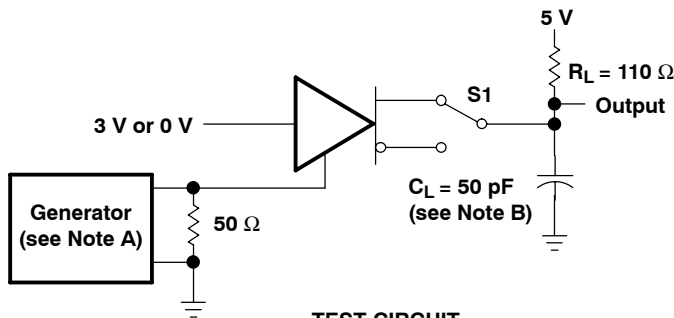 5 V
R_L = 110 Ω
S1
Output
3 V or 0 V
C_L = 50 pF
(see Note B)
Generator
(see Note A)
50 Ω
TEST CIRCUIT